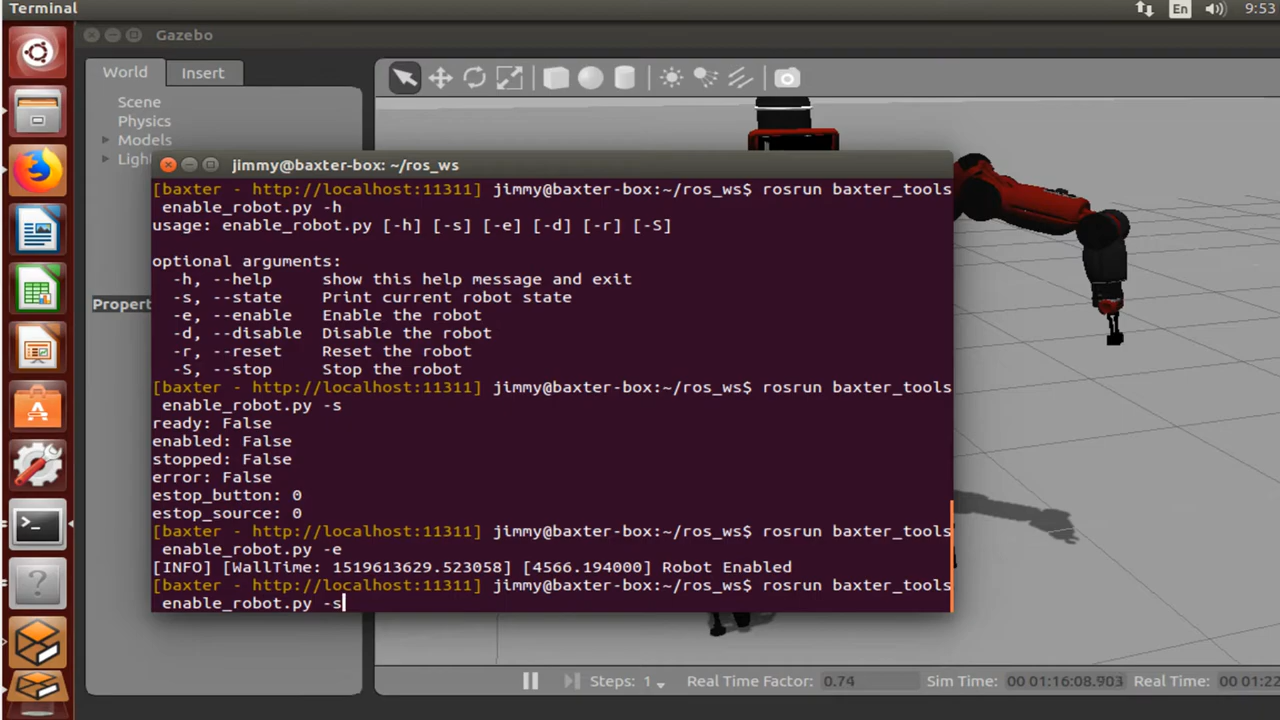 Terminal
En
9:53
Gazebo
World
Insert
Scene
Physics
Models
Ligh
Propert
jimmy@baxter-box: ~/ros_ws
[baxter - http://localhost:11311] jimmy@baxter-box:~/ros_ws$ rosrun baxter_tools
enable_robot.py -h
usage: enable_robot.py [-h] [-s] [-e] [-d] [-r] [-S]
optional arguments:
-h, --help show this help message and exit
-s, --state Print current robot state
-e, --enable Enable the robot
-d, --disable Disable the robot
-r, --reset Reset the robot
-S, --stop Stop the robot
[baxter - http://localhost:11311] jimmy@baxter-box:~/ros_ws$ rosrun baxter_tools
enable_robot.py -s
ready: False
enabled: False
stopped: False
error: False
estop_button: 0
estop_source: 0
[baxter - http://localhost:11311] jimmy@baxter-box:~/ros_ws$ rosrun baxter_tools
enable_robot.py -e
[INFO] [WallTime: 1519613629.523058] [4566.194000] Robot Enabled
[baxter - http://localhost:11311] jimmy@baxter-box:~/ros_ws$ rosrun baxter_tools
enable_robot.py -s
Steps: 1 Real Time Factor: 0.74 Sim Time: 00 01:16:08.903 Real Time: 00 01:22